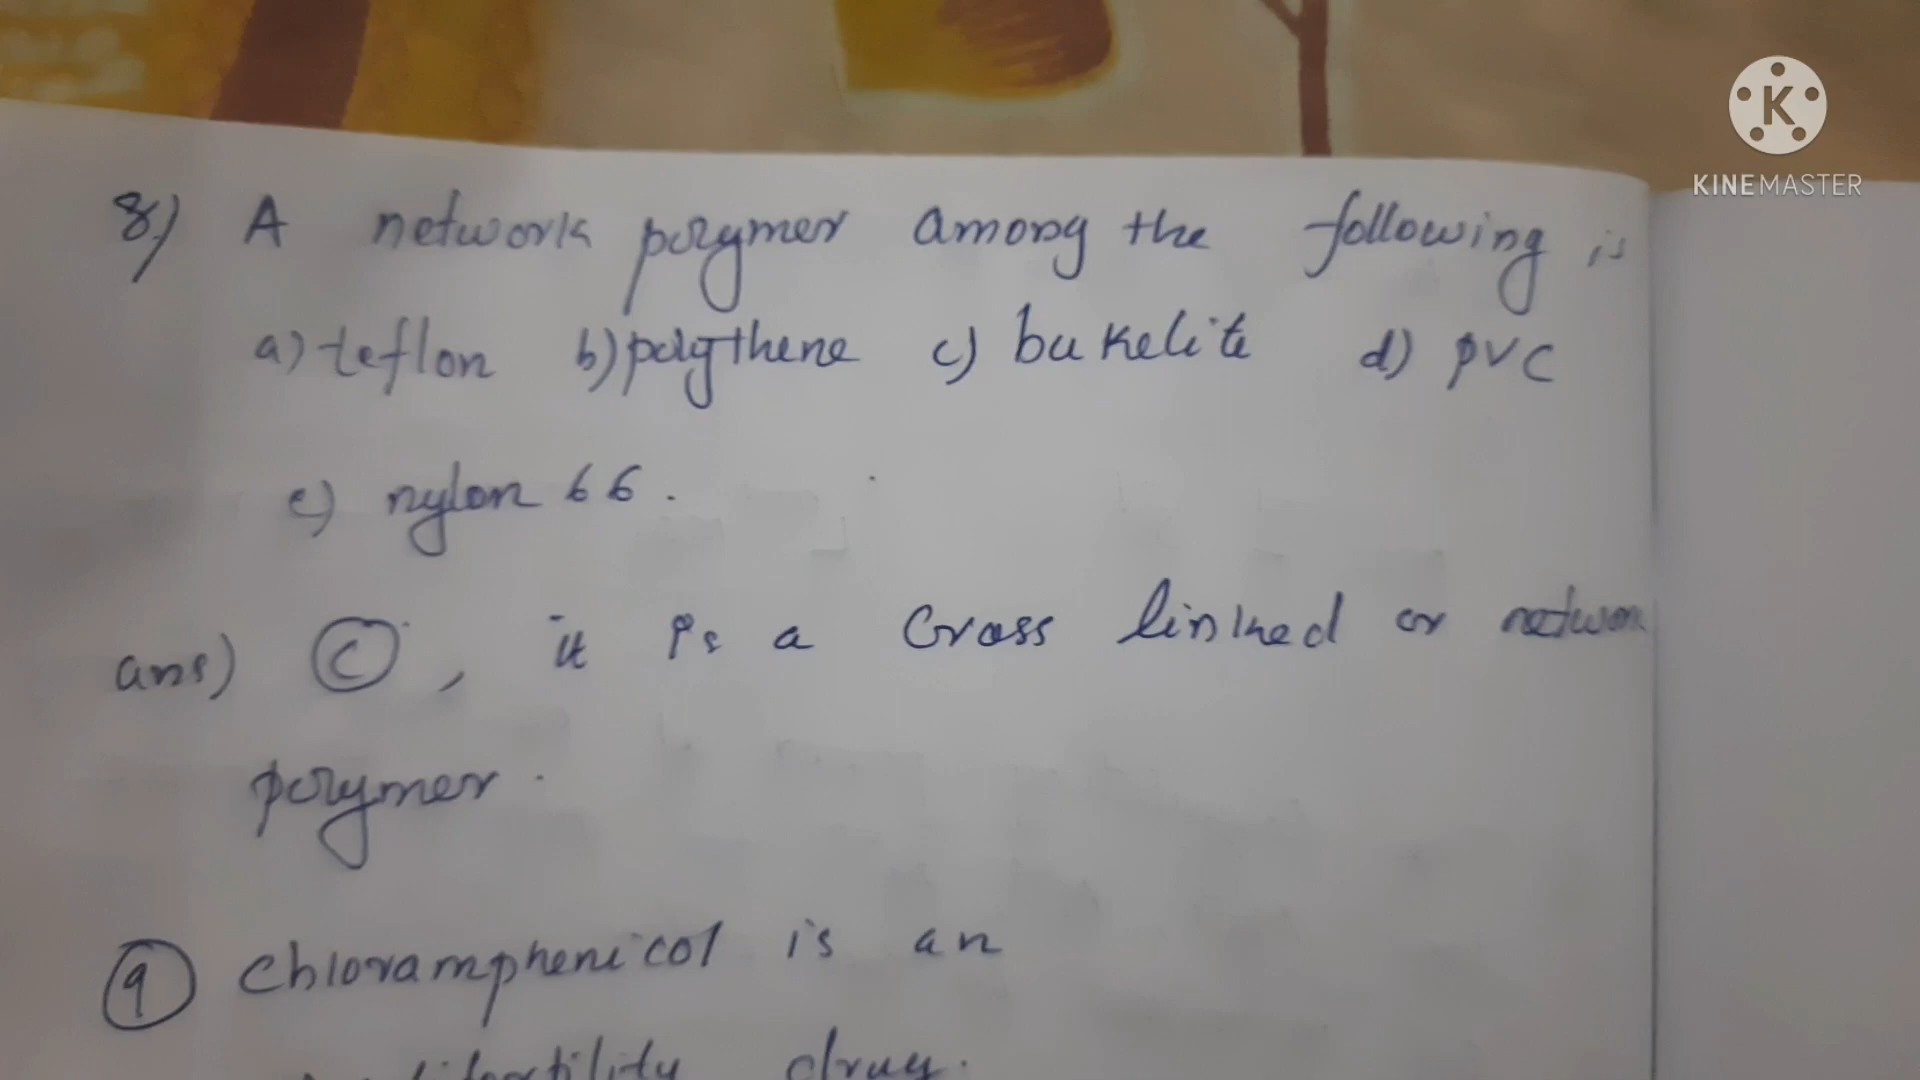 KINEMASTER
8) A network polymer among the following is
a) teflon b) polythene c) bakelite d) PVC
e) nylon 66.
ans) C, it is a Cross linked or network
polymer.
9 Chloramphenicol is an
drug.